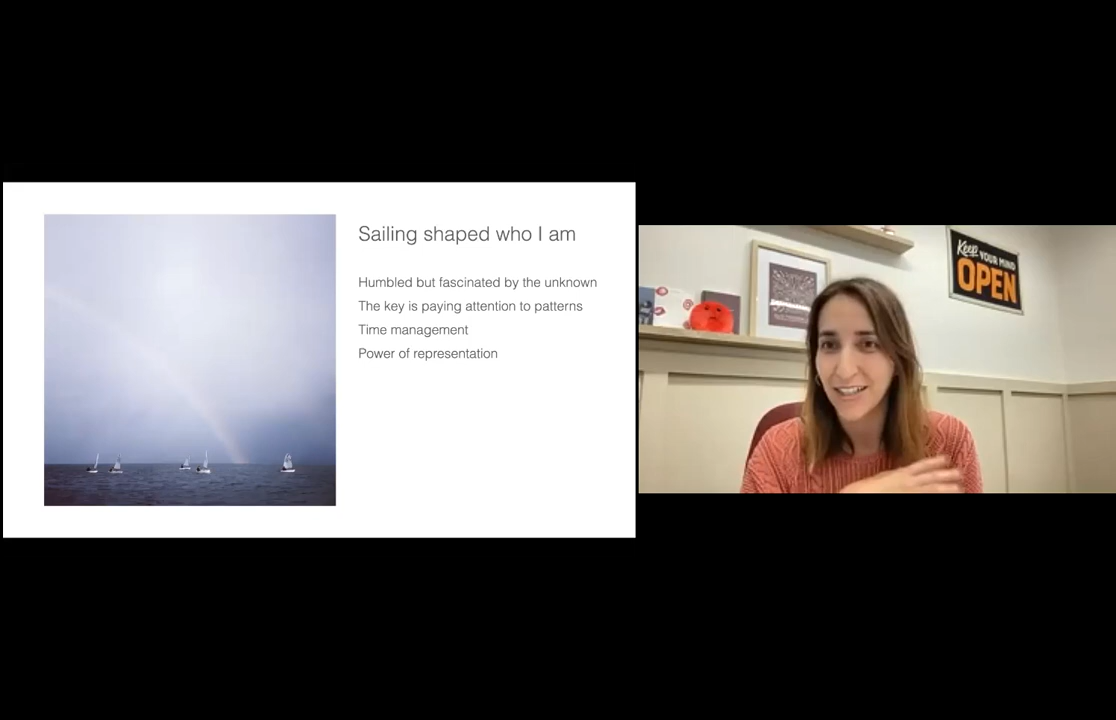 Sailing shaped who I am
Humbled but fascinated by the unknown
The key is paying attention to patterns
Time management
Power of representation
Keep YOUR MIND
OPEN